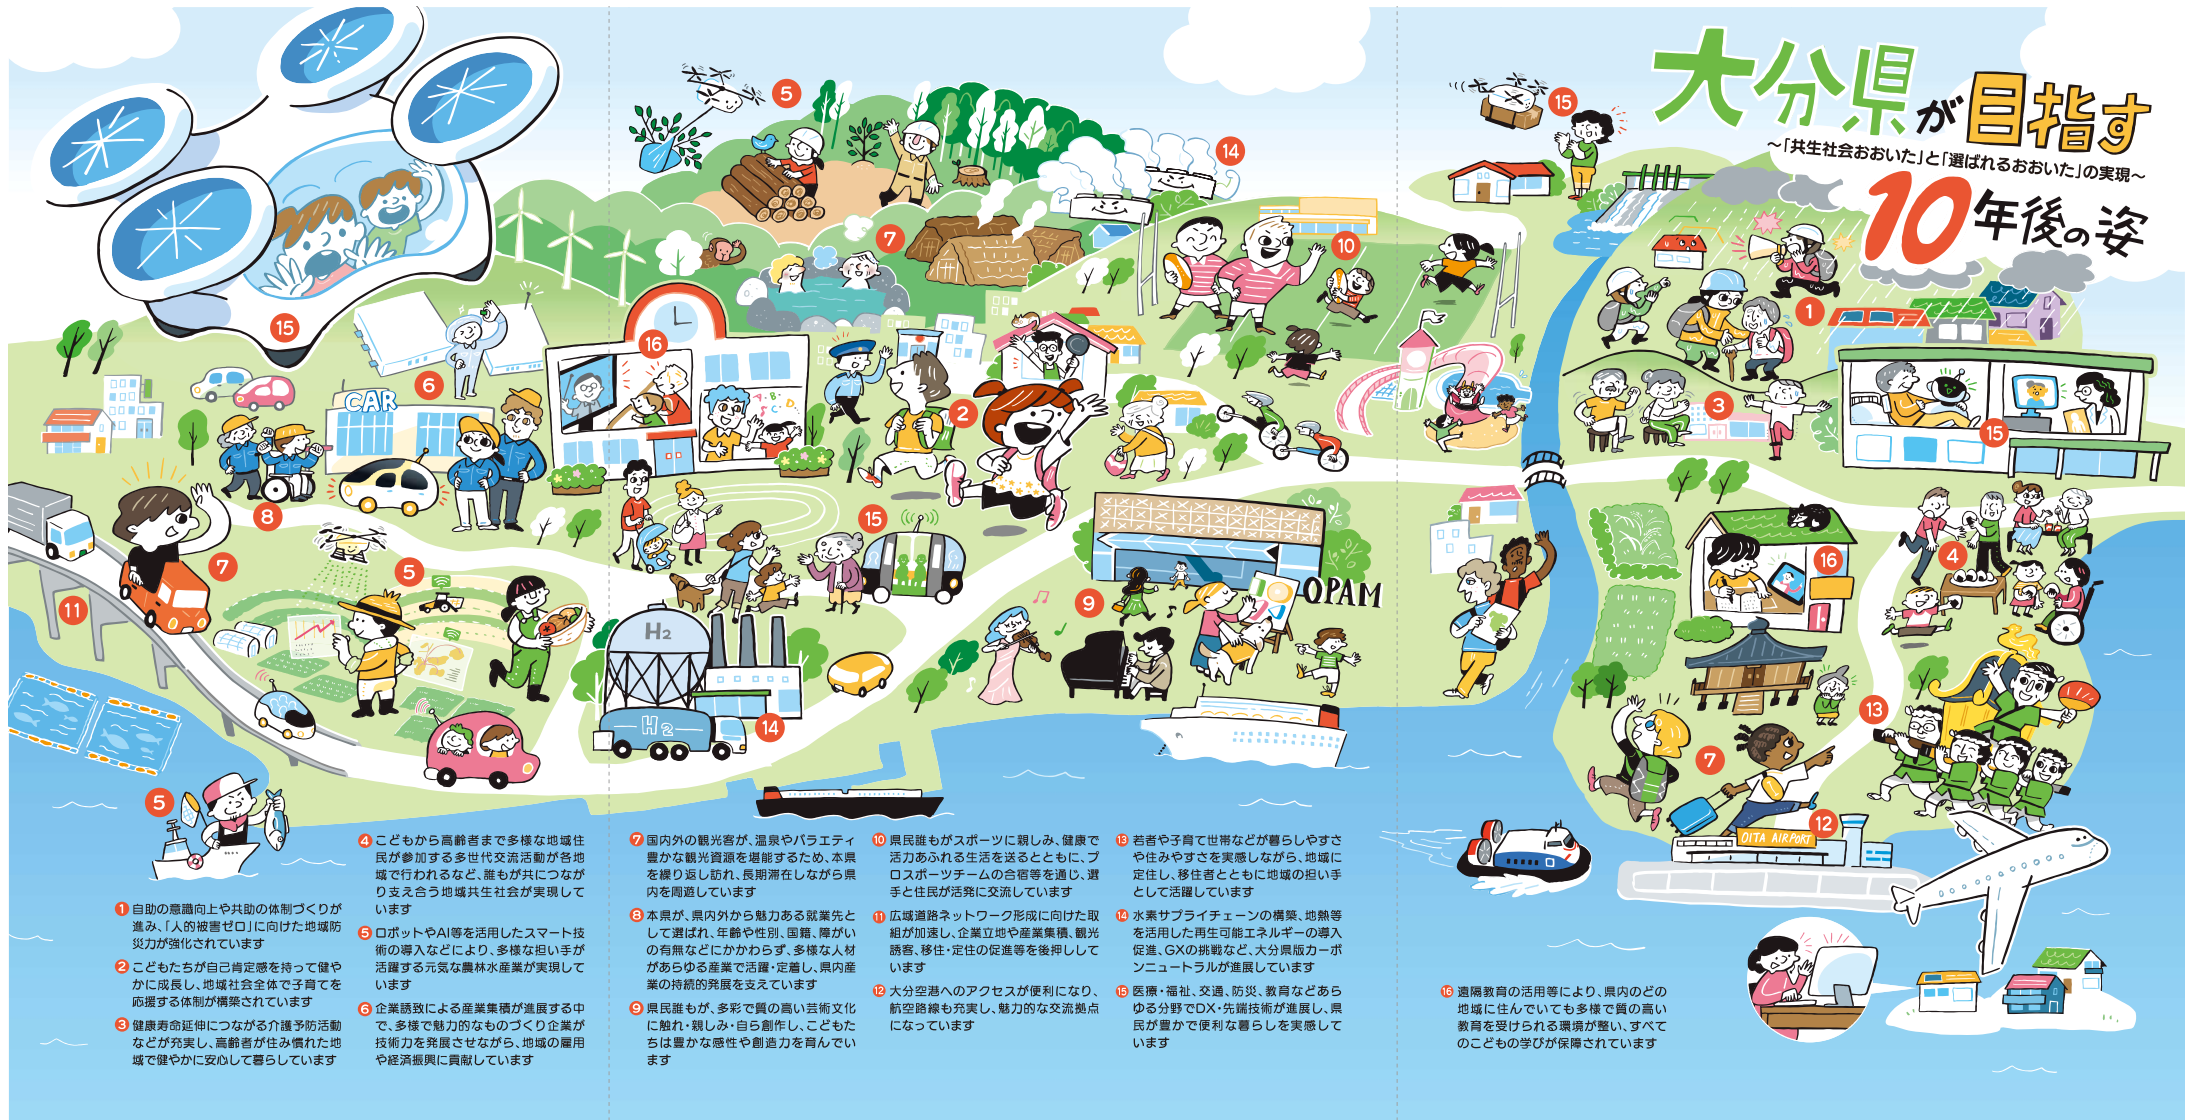 大分県が目指す
～「共生社会おおいた」と「選ばれるおおいた」の実現～
10年後の姿
15
5
14
15
7
10
1
16
6
CAR
A・B・
C・D・
2
3
15
8
15
7
5
11
H2
H2
14
9
OPAM
16
4
13
7
12
OITA AIRPORT
5
1 自助の意識向上や共助の体制づくりが
進み、「人的被害ゼロ」に向けた地域防
災力が強化されています
2 こどもたちが自己肯定感を持って健や
かに成長し、地域社会全体で子育てを
応援する体制が構築されています
3 健康寿命延伸につながる介護予防活動
などが充実し、高齢者が住み慣れた地
域で健やかに安心して暮らしています
4 こどもから高齢者まで多様な地域住
民が参加する多世代交流活動が各地
域で行われるなど、誰もが共につなが
り支え合う地域共生社会が実現して
います
5 ロボットやAI等を活用したスマート技
術の導入などにより、多様な担い手が
活躍する元気な農林水産業が実現して
います
6 企業誘致による産業集積が進展する中
で、多様で魅力的なものづくり企業が
技術力を発展させながら、地域の雇用
や経済振興に貢献しています
7 国内外の観光客が、温泉やバラエティ
豊かな観光資源を堪能するため、本県
を繰り返し訪れ、長期滞在しながら県
内を周遊しています
8 本県が、県内外から魅力ある就業先と
して選ばれ、年齢や性別、国籍、障がい
の有無などにかかわらず、多様な人材
があらゆる産業で活躍・定着し、県内産
業の持続的発展を支えています
9 県民誰もが、多彩で質の高い芸術文化
に触れ・親しみ・自ら創作し、こどもた
ちは豊かな感性や創造力を育んでい
ます
10 県民誰もがスポーツに親しみ、健康で
活力あふれる生活を送るとともに、プ
ロスポーツチームの合宿等を通じ、選
手と住民が活発に交流しています
11 広域道路ネットワーク形成に向けた取
組が加速し、企業立地や産業集積、観光
誘客、移住・定住の促進等を後押しして
います
12 大分空港へのアクセスが便利になり、
航空路線も充実し、魅力的な交流拠点
になっています
13 若者や子育て世帯などが暮らしやすさ
や住みやすさを実感しながら、地域に
定住し、移住者とともに地域の担い手
として活躍しています
14 水素サプライチェーンの構築、地熱等
を活用した再生可能エネルギーの導入
促進、GXの挑戦など、大分県版カーボ
ンニュートラルが進展しています
15 医療・福祉、交通、防災、教育などあら
ゆる分野でDX・先端技術が進展し、県
民が豊かで便利な暮らしを実感して
います
16 遠隔教育の活用等により、県内のどの
地域に住んでいても多様で質の高い
教育を受けられる環境が整い、すべて
のこどもの学びが保障されています